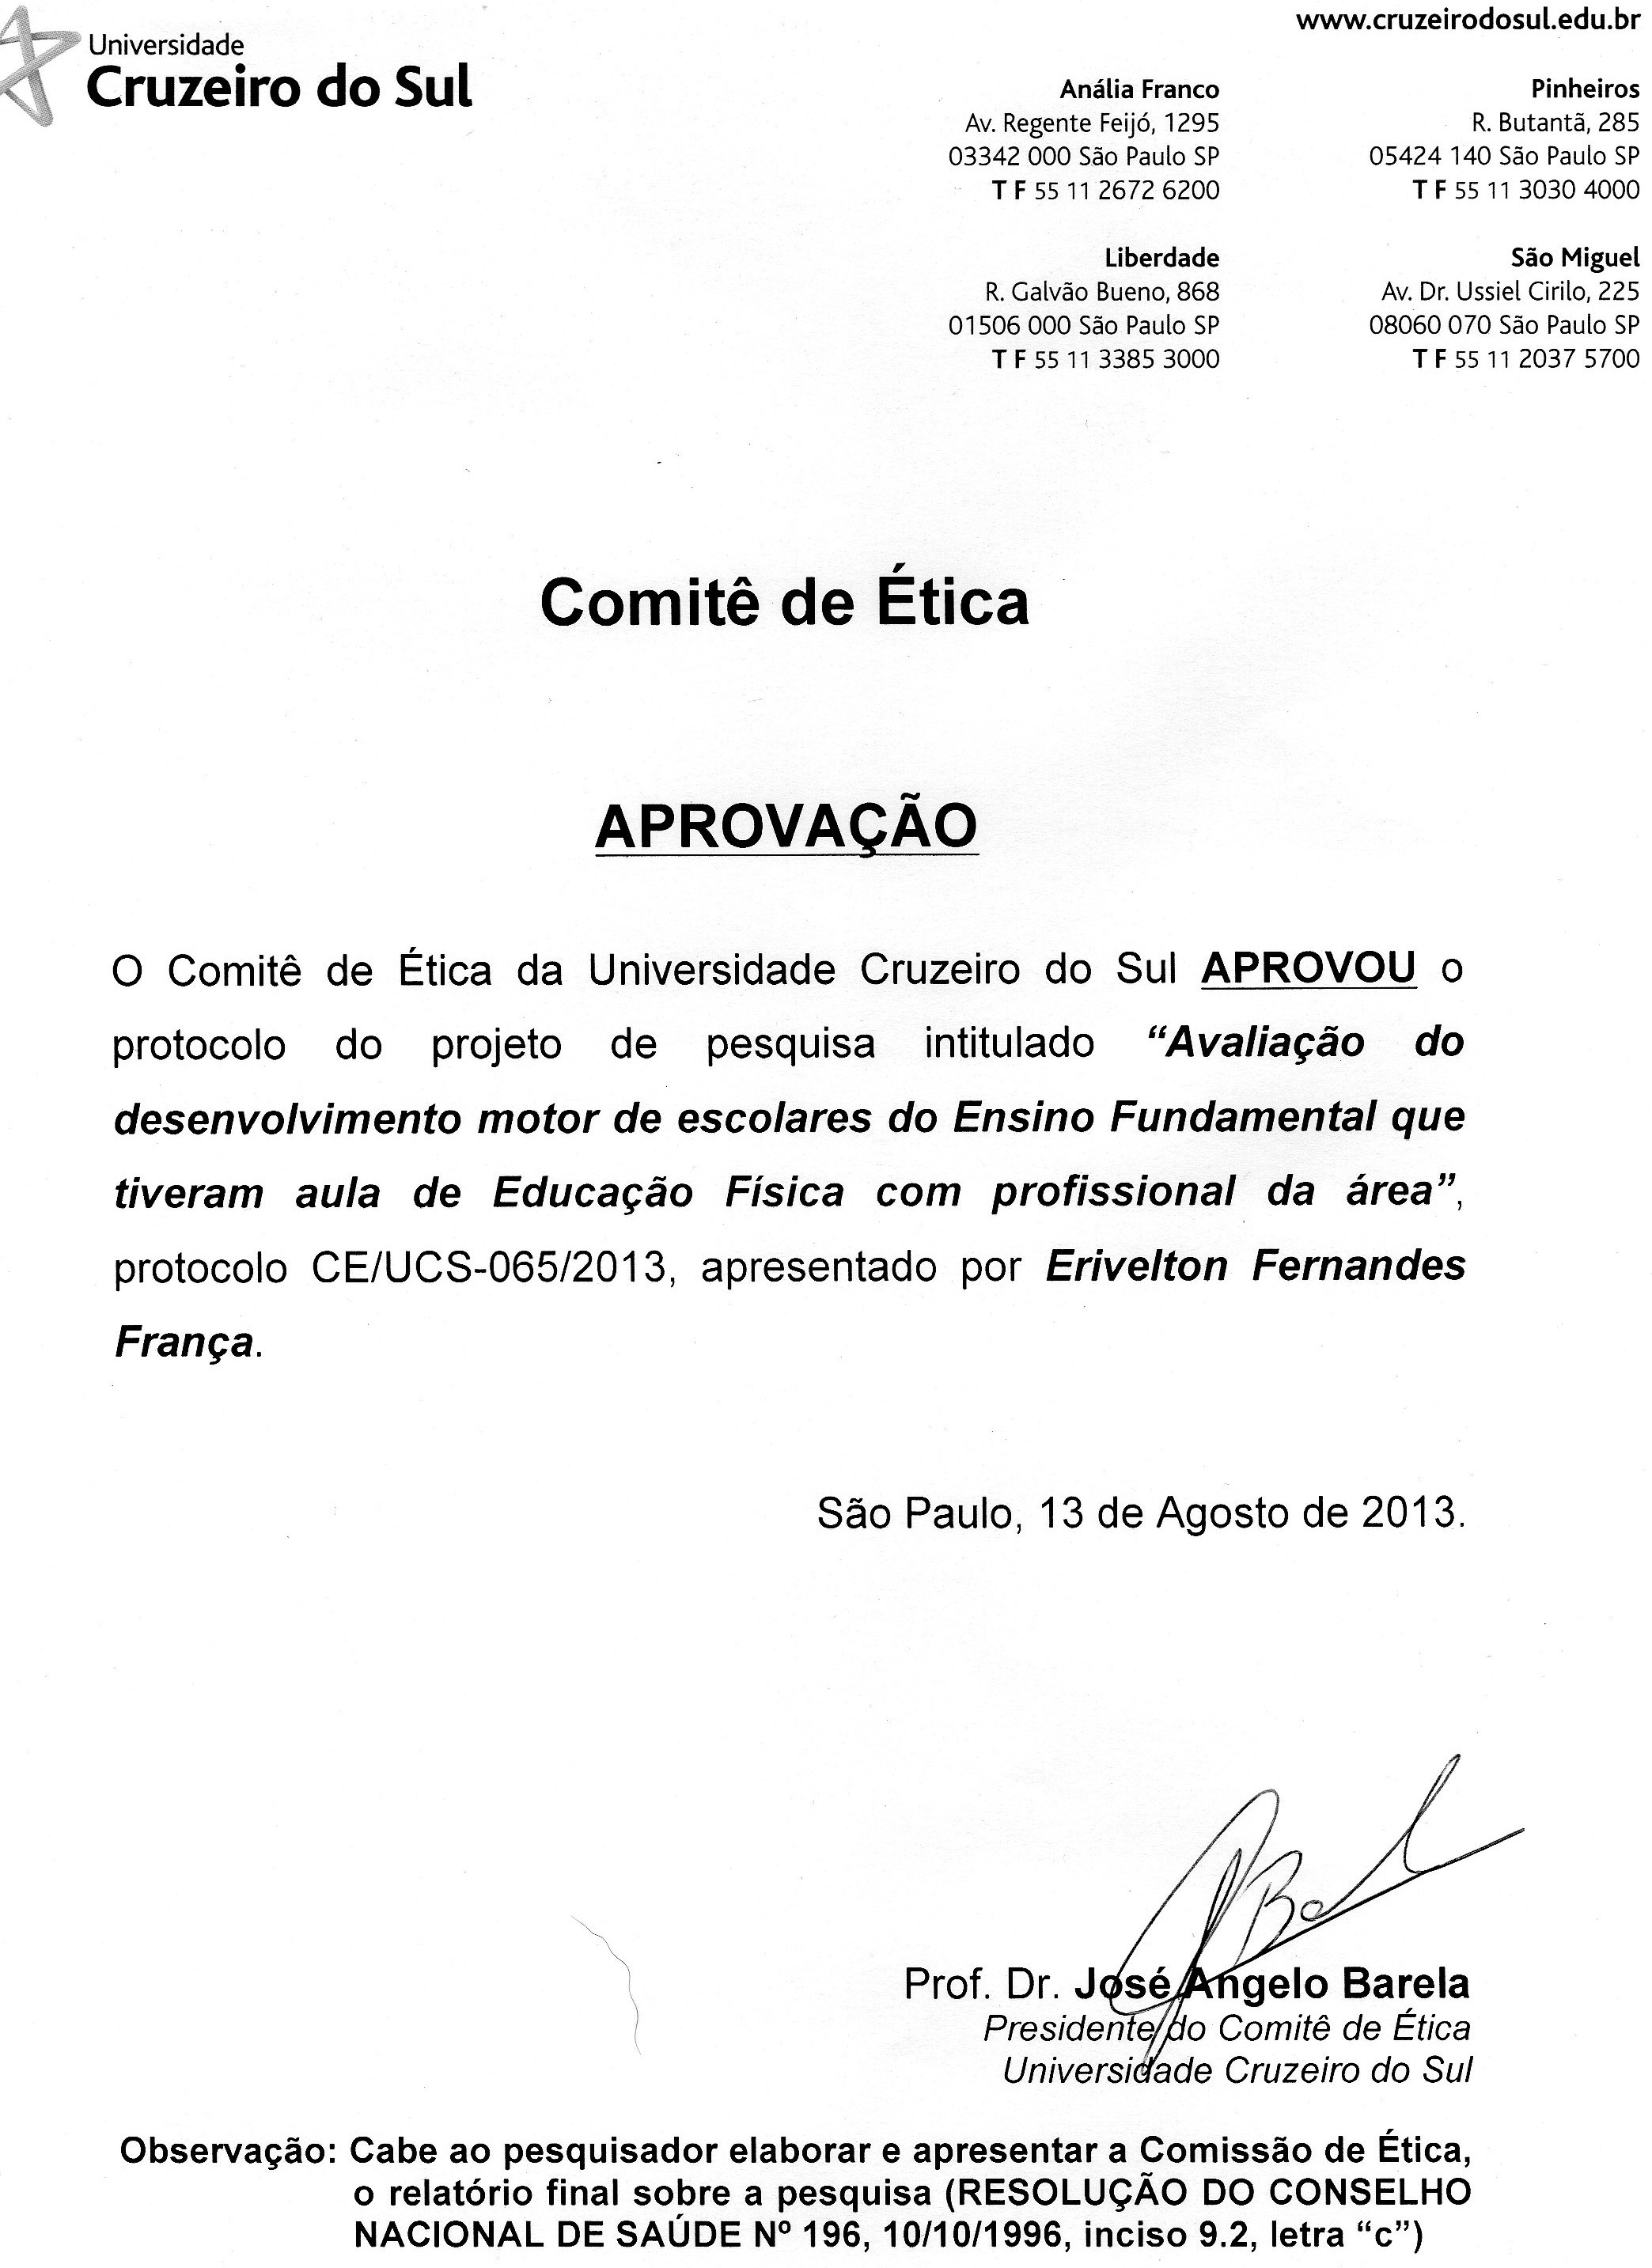 Universidade
Cruzeiro do Sul
www.cruzeirodosul.edu.br
Anália Franco
Av. Regente Feijó, 1295
03342 000 São Paulo SP
T F 55 11 2672 6200
Pinheiros
R. Butantã, 285
05424 140 São Paulo SP
T F 55 11 3030 4000
Liberdade
R. Galvão Bueno, 868
01506 000 São Paulo SP
T F 55 11 3385 3000
São Miguel
Av. Dr. Ussiel Cirilo, 225
08060 070 São Paulo SP
T F 55 11 2037 5700
Comitê de Ética
APROVAÇÃO
O Comitê de Ética da Universidade Cruzeiro do Sul APROVOU o
protocolo do projeto de pesquisa intitulado “Avaliação do
desenvolvimento motor de escolares do Ensino Fundamental que
tiveram aula de Educação Física com profissional da área”,
protocolo CE/UCS-065/2013, apresentado por Erivelton Fernandes
França.
São Paulo, 13 de Agosto de 2013.
Prof. Dr. José Angelo Barela
Presidente do Comitê de Ética
Universidade Cruzeiro do Sul
Observação: Cabe ao pesquisador elaborar e apresentar a Comissão de Ética,
o relatório final sobre a pesquisa (RESOLUÇÃO DO CONSELHO
NACIONAL DE SAÚDE Nº 196, 10/10/1996, inciso 9.2, letra “c”)